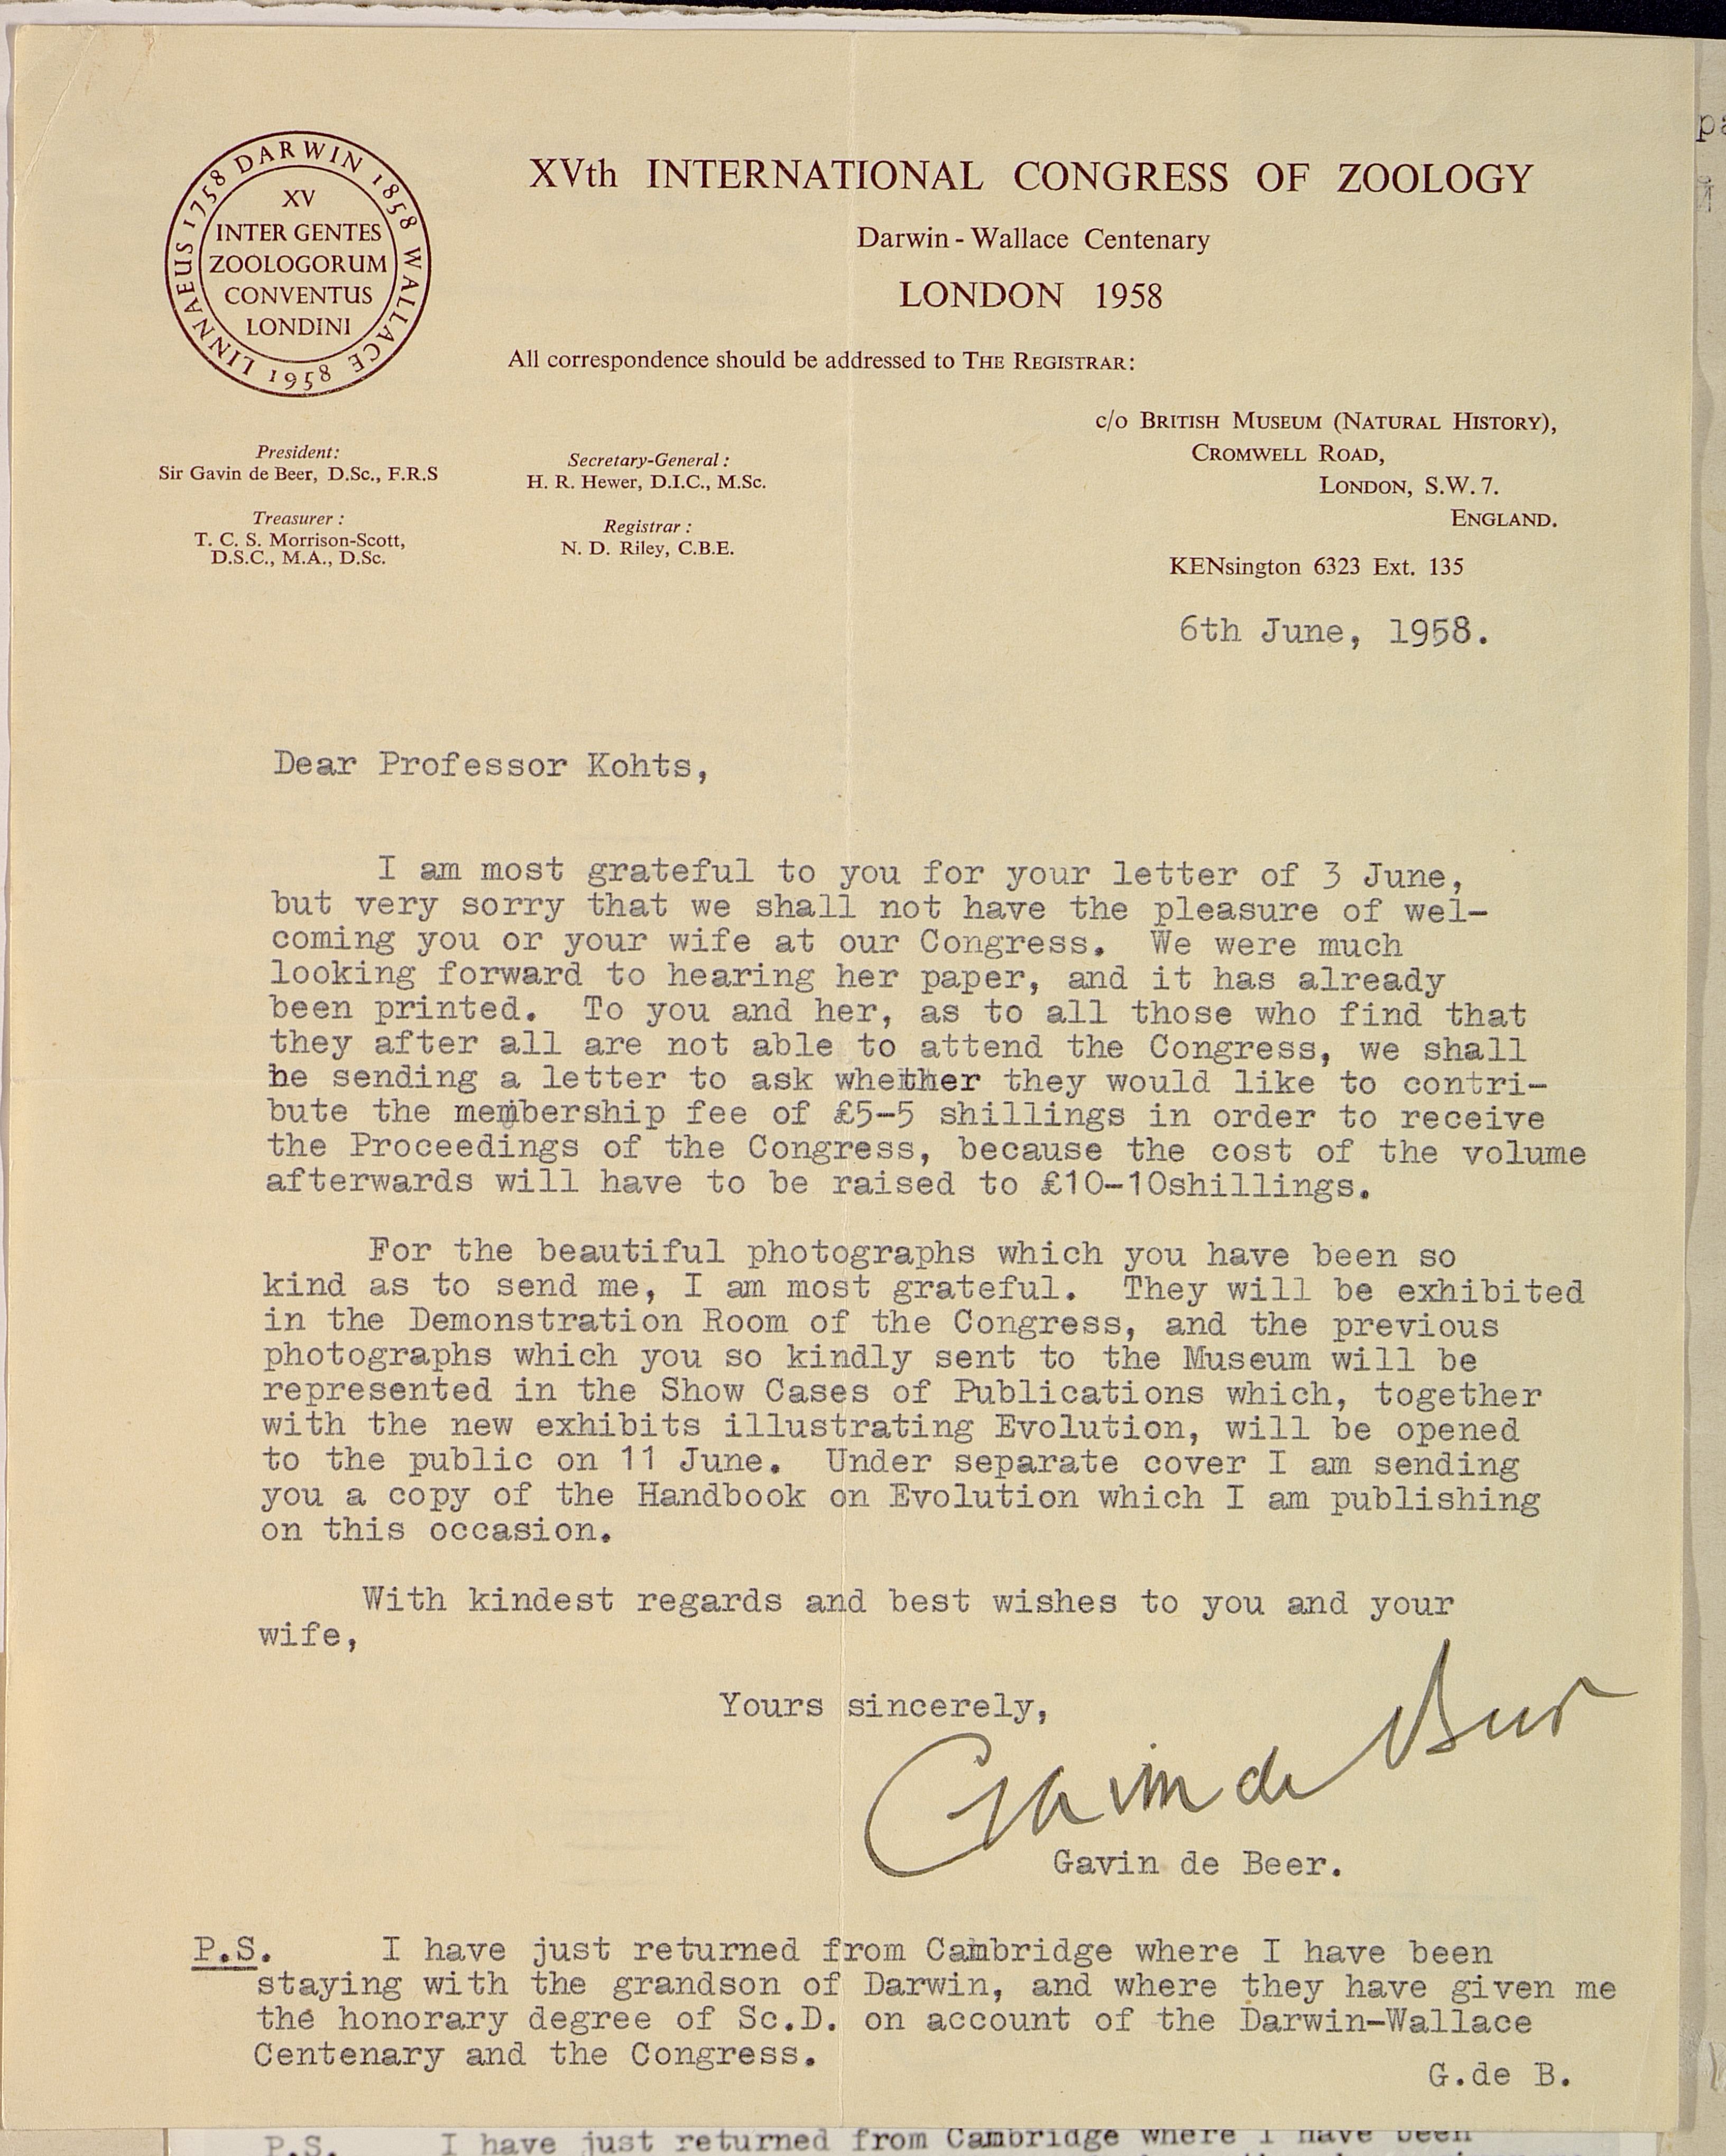 LINNAEUS 1758 DARWIN 1858 WALLACE 1958
XV
INTER GENTES
ZOOLOGORUM
CONVENTUS
LONDINI
XVth INTERNATIONAL CONGRESS OF ZOOLOGY
Darwin - Wallace Centenary
LONDON 1958
All correspondence should be addressed to THE REGISTRAR:
c/o BRITISH MUSEUM (NATURAL HISTORY),
CROMWELL ROAD,
LONDON, S.W. 7.
ENGLAND.
KENsington 6323 Ext. 135
President:
Sir Gavin de Beer, D.Sc., F.R.S
Treasurer :
T. C. S. Morrison-Scott,
D.S.C., M.A., D.Sc.
Secretary-General :
H. R. Hewer, D.I.C., M.Sc.
Registrar :
N. D. Riley, C.B.E.
6th June, 1958.
Dear Professor Kohts,
I am most grateful to you for your letter of 3 June,
but very sorry that we shall not have the pleasure of wel-
coming you or your wife at our Congress. We were much
looking forward to hearing her paper, and it has already
been printed. To you and her, as to all those who find that
they after all are not able to attend the Congress, we shall
be sending a letter to ask whether they would like to contri-
bute the membership fee of £5-5 shillings in order to receive
the Proceedings of the Congress, because the cost of the volume
afterwards will have to be raised to £10-10shillings.
For the beautiful photographs which you have been so
kind as to send me, I am most grateful. They will be exhibited
in the Demonstration Room of the Congress, and the previous
photographs which you so kindly sent to the Museum will be
represented in the Show Cases of Publications which, together
with the new exhibits illustrating Evolution, will be opened
to the public on 11 June. Under separate cover I am sending
you a copy of the Handbook on Evolution which I am publishing
on this occasion.
With kindest regards and best wishes to you and your
wife,
Yours sincerely,
Gavin de Beer
Gavin de Beer.
P.S. I have just returned from Cambridge where I have been
staying with the grandson of Darwin, and where they have given me
the honorary degree of Sc.D. on account of the Darwin-Wallace
Centenary and the Congress.
G.de B.
P.S. I have just returned from Cambridge where I have been